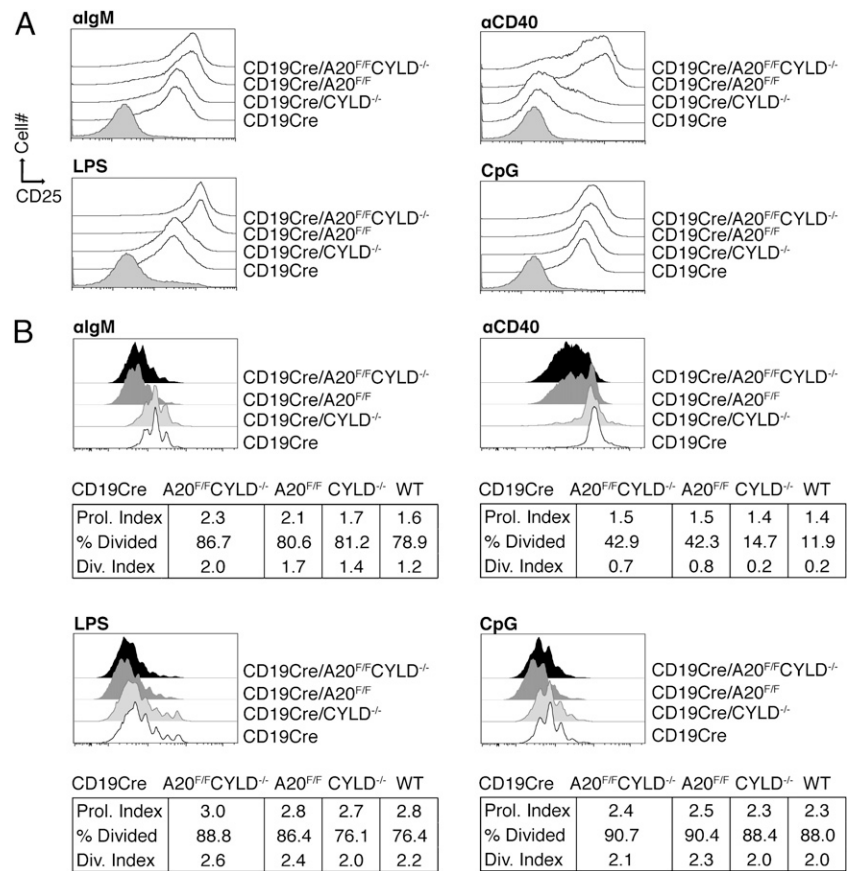 A
αIgM
CD19Cre/A20F/FCYLD-/-
CD19Cre/A20F/F
CD19Cre/CYLD-/-
CD19Cre
αCD40
CD19Cre/A20F/FCYLD-/-
CD19Cre/A20F/F
CD19Cre/CYLD-/-
CD19Cre
Cell#
CD25
LPS
CD19Cre/A20F/FCYLD-/-
CD19Cre/A20F/F
CD19Cre/CYLD-/-
CD19Cre
CpG
CD19Cre/A20F/FCYLD-/-
CD19Cre/A20F/F
CD19Cre/CYLD-/-
CD19Cre
B
αIgM
CD19Cre/A20F/FCYLD-/-
CD19Cre/A20F/F
CD19Cre/CYLD-/-
CD19Cre
CD19Cre A20F/FCYLD-/- A20F/F CYLD-/- WT
Prol. Index 2.3 2.1 1.7 1.6
% Divided 86.7 80.6 81.2 78.9
Div. Index 2.0 1.7 1.4 1.2
αCD40
CD19Cre/A20F/FCYLD-/-
CD19Cre/A20F/F
CD19Cre/CYLD-/-
CD19Cre
CD19Cre A20F/FCYLD-/- A20F/F CYLD-/- WT
Prol. Index 1.5 1.5 1.4 1.4
% Divided 42.9 42.3 14.7 11.9
Div. Index 0.7 0.8 0.2 0.2
LPS
CD19Cre/A20F/FCYLD-/-
CD19Cre/A20F/F
CD19Cre/CYLD-/-
CD19Cre
CD19Cre A20F/FCYLD-/- A20F/F CYLD-/- WT
Prol. Index 3.0 2.8 2.7 2.8
% Divided 88.8 86.4 76.1 76.4
Div. Index 2.6 2.4 2.0 2.2
CpG
CD19Cre/A20F/FCYLD-/-
CD19Cre/A20F/F
CD19Cre/CYLD-/-
CD19Cre
CD19Cre A20F/FCYLD-/- A20F/F CYLD-/- WT
Prol. Index 2.4 2.5 2.3 2.3
% Divided 90.7 90.4 88.4 88.0
Div. Index 2.1 2.3 2.0 2.0